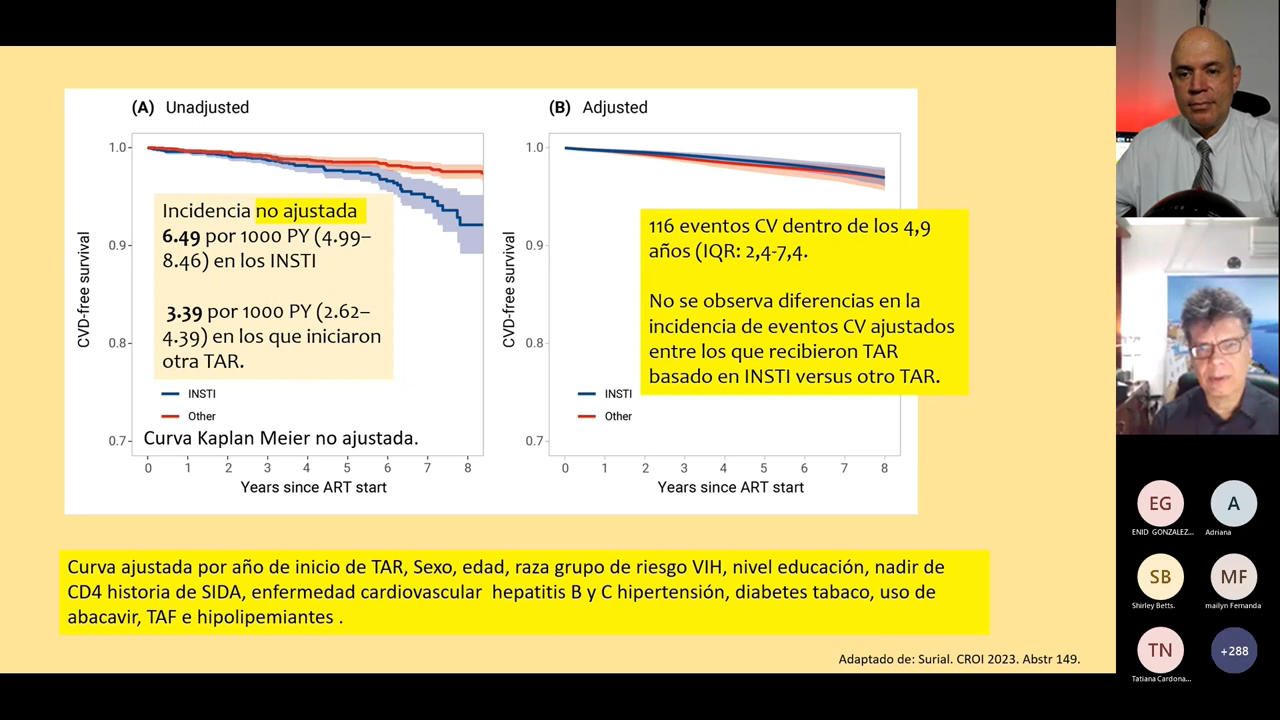 (A) Unadjusted
1.0
0.9
0.8
0.7
CVD-free survival
Incidencia no ajustada
6.49 por 1000 PY (4.99–
8.46) en los INSTI
3.39 por 1000 PY (2.62–
4.39) en los que iniciaron
otra TAR.
INSTI
Other
Curva Kaplan Meier no ajustada.
0 1 2 3 4 5 6 7 8
Years since ART start
(B) Adjusted
1.0
0.9
0.8
0.7
CVD-free survival
116 eventos CV dentro de los 4,9
años (IQR: 2,4-7,4.
No se observa diferencias en la
incidencia de eventos CV ajustados
entre los que recibieron TAR
basado en INSTI versus otro TAR.
INSTI
Other
0 1 2 3 4 5 6 7 8
Years since ART start
Curva ajustada por año de inicio de TAR, Sexo, edad, raza grupo de riesgo VIH, nivel educación, nadir de
CD4 historia de SIDA, enfermedad cardiovascular hepatitis B y C hipertensión, diabetes tabaco, uso de
abacavir, TAF e hipolipemiantes .
Adaptado de: Surial. CROI 2023. Abstr 149.
EG
ENID GONZALEZ...
A
Adriana
SB
Shirley Betts.
MF
mailyn Fernanda
TN
Tatiana Cardona...
+288